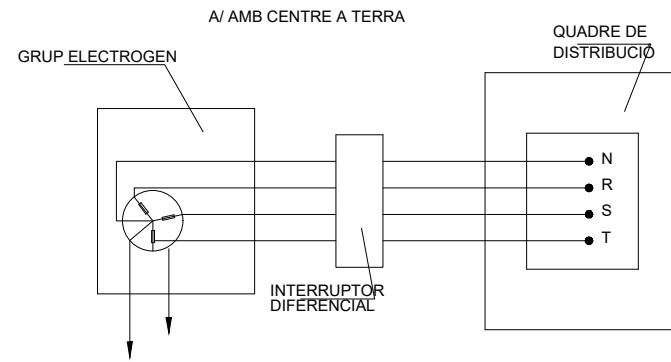 A/ AMB CENTRE A TERRA
GRUP ELECTROGEN
QUADRE DE
DISTRIBUCIÓ
N
R
S
T
INTERRUPTOR
DIFERENCIAL